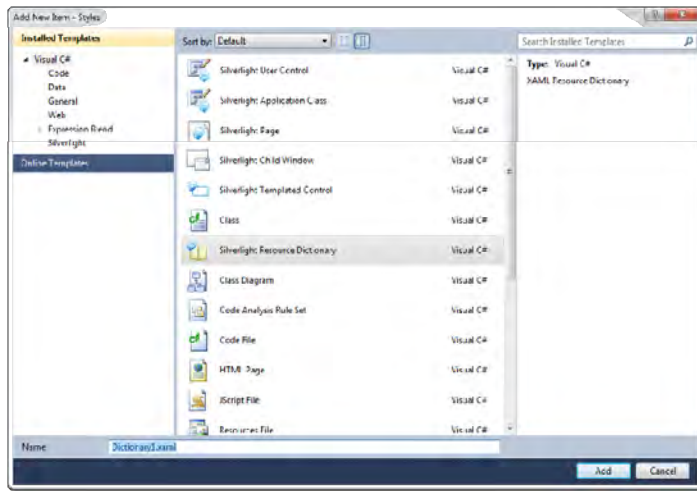 Add New Item - Styles
Installed Templates
Sort by: Default
Search Installed Templates
Visual C#
Code
Data
General
Web
Expression Blend
Silverlight
Online Templates
Silverlight User Control Visual C#
Silverlight Application Class Visual C#
Silverlight Page Visual C#
Silverlight Child Window Visual C#
Silverlight Templated Control Visual C#
Class Visual C#
Silverlight Resource Dictionary Visual C#
Class Diagram Visual C#
Code Analysis Rule Set Visual C#
Code File Visual C#
HTML Page Visual C#
JScript File Visual C#
Resources File Visual C#
Type: Visual C#
XAML Resource Dictionary
Name: Dictionary1.xaml
Add Cancel